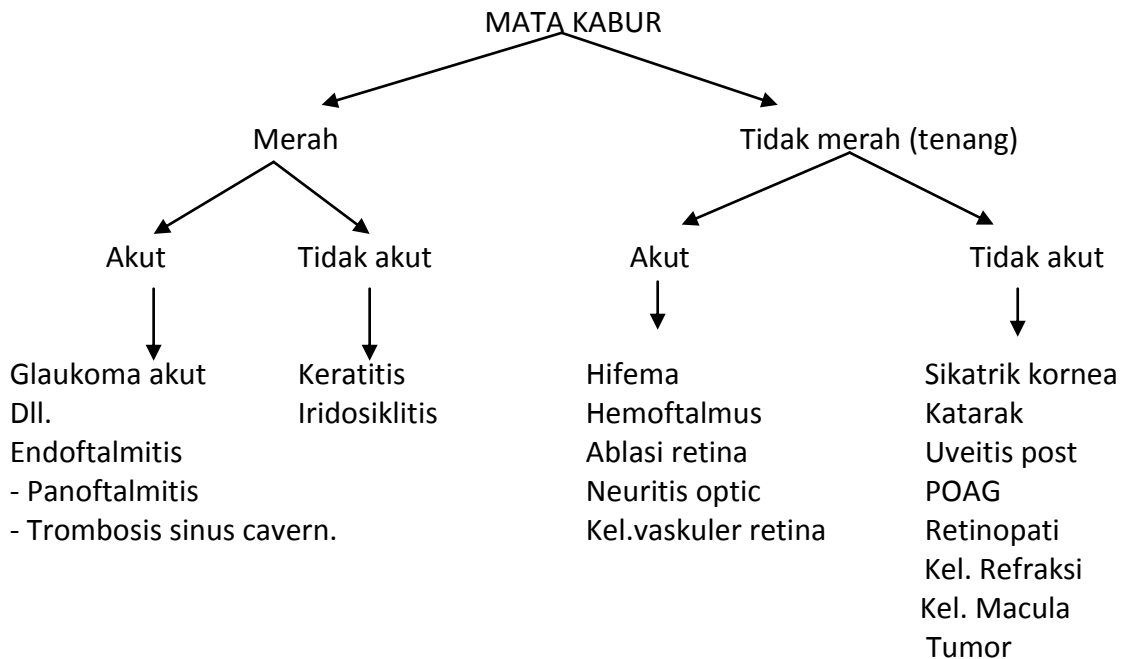 MATA KABUR
Merah
Tidak merah (tenang)
Akut
Tidak akut
Akut
Tidak akut
Glaukoma akut
Dll.
Endoftalmitis
- Panoftalmitis
- Trombosis sinus cavern.
Keratitis
Iridosiklitis
Hifema
Hemoftalmus
Ablasi retina
Neuritis optic
Kel.vaskuler retina
Sikatrik kornea
Katarak
Uveitis post
POAG
Retinopati
Kel. Refraksi
Kel. Macula
Tumor